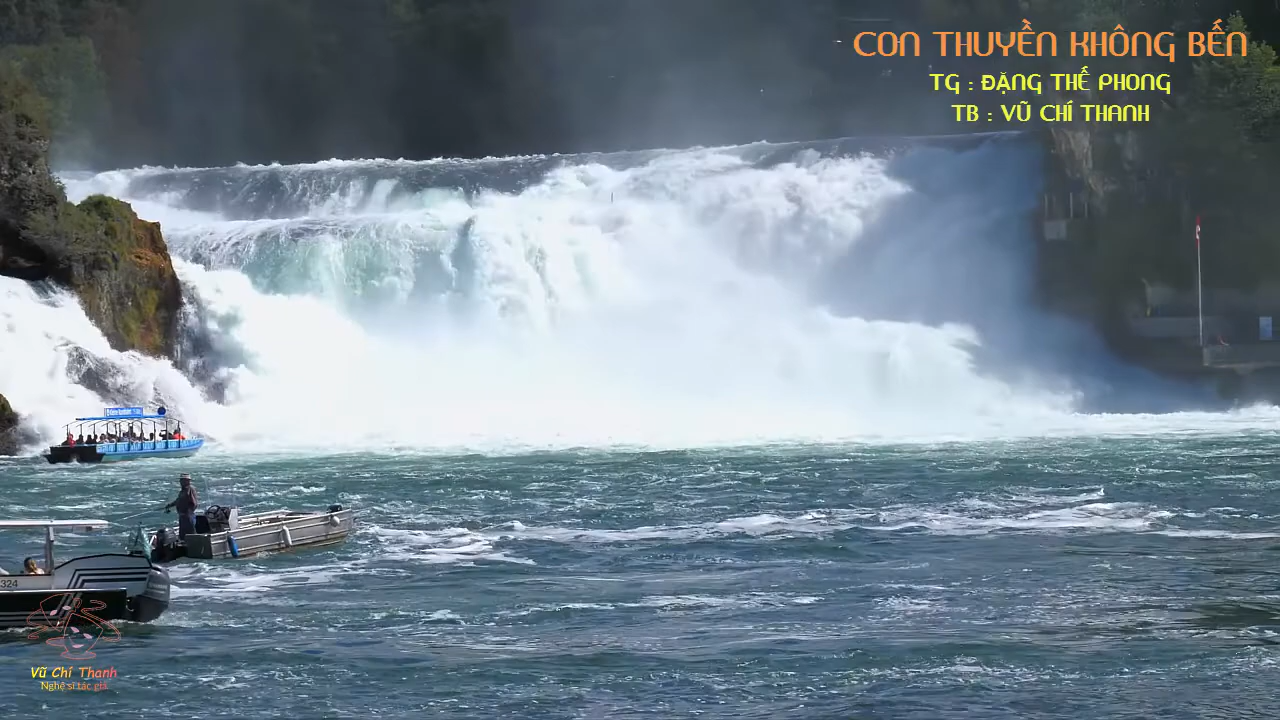 CON THUYỀN KHÔNG BẾN
TG : ĐẶNG THẾ PHONG
TB : VŨ CHÍ THANH
324
Vũ Chí Thanh
Nghệ sĩ tác giả